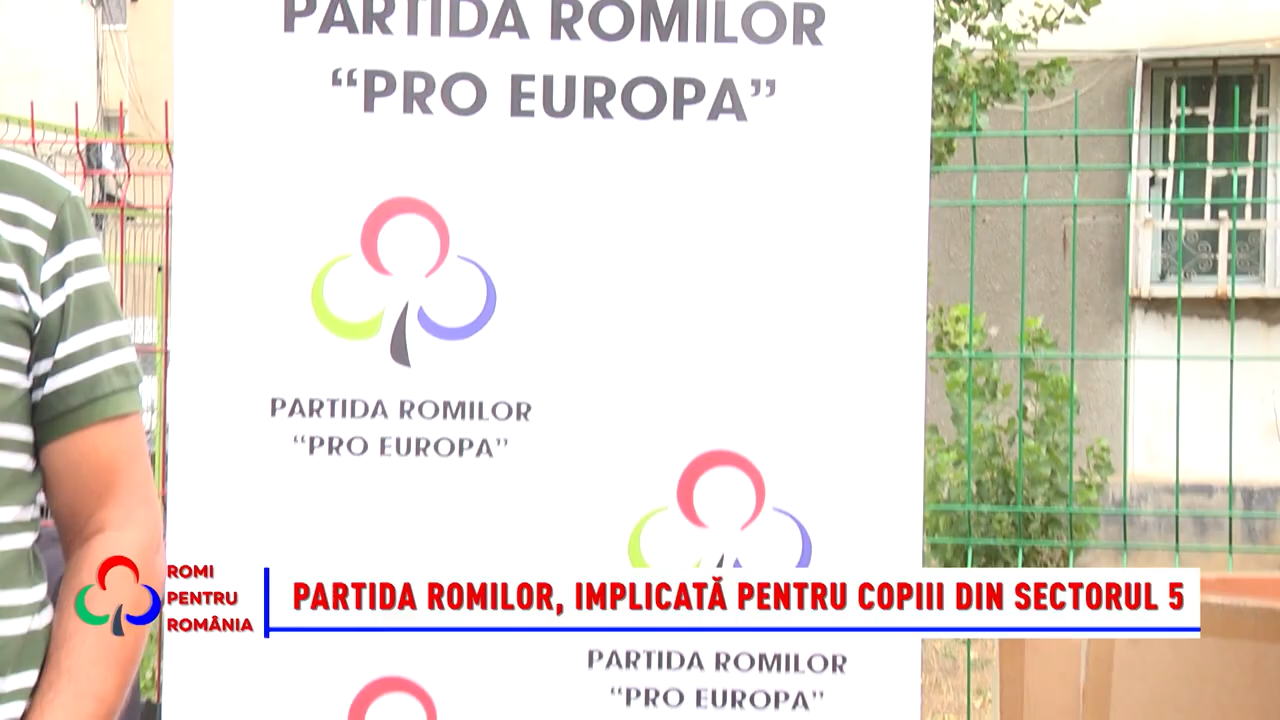 PARTIDA ROMILOR
“PRO EUROPA”
PARTIDA ROMILOR
“PRO EUROPA”
ROMI
PENTRU
ROMÂNIA
PARTIDA ROMILOR, IMPLICATĂ PENTRU COPIII DIN SECTORUL 5
PARTIDA ROMILOR
“PRO EUROPA”